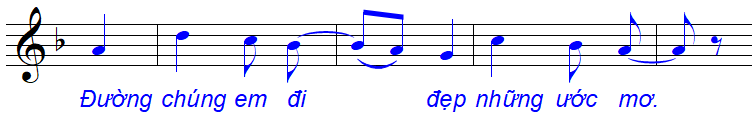 Đường chúng em đi đẹp những ước mơ.